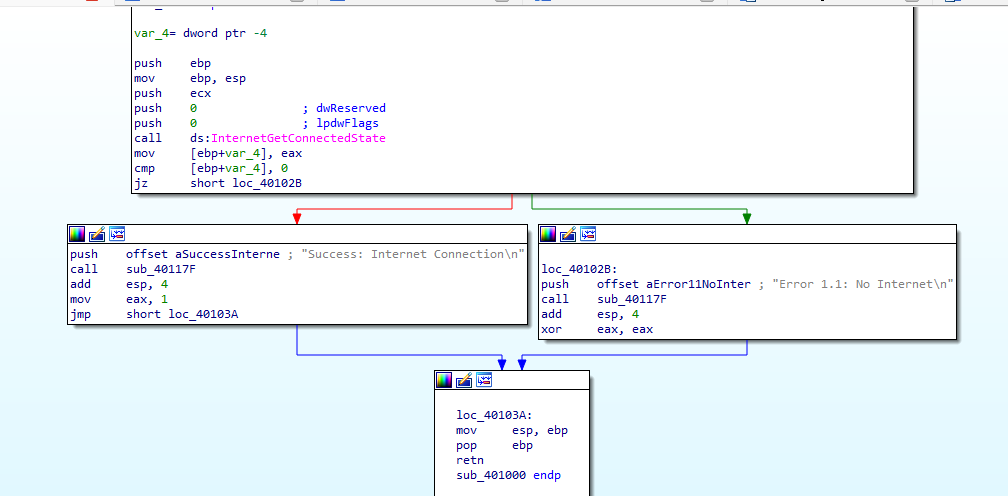 var_4= dword ptr -4
push ebp
mov ebp, esp
push ecx
push 0 ; dwReserved
push 0 ; lpdwFlags
call ds:InternetGetConnectedState
mov [ebp+var_4], eax
cmp [ebp+var_4], 0
jz short loc_40102B
push offset aSuccessInterne ; "Success: Internet Connection\n"
call sub_40117F
add esp, 4
mov eax, 1
jmp short loc_40103A
loc_40102B:
push offset aError11NoInter ; "Error 1.1: No Internet\n"
call sub_40117F
add esp, 4
xor eax, eax
loc_40103A:
mov esp, ebp
pop ebp
retn
sub_401000 endp